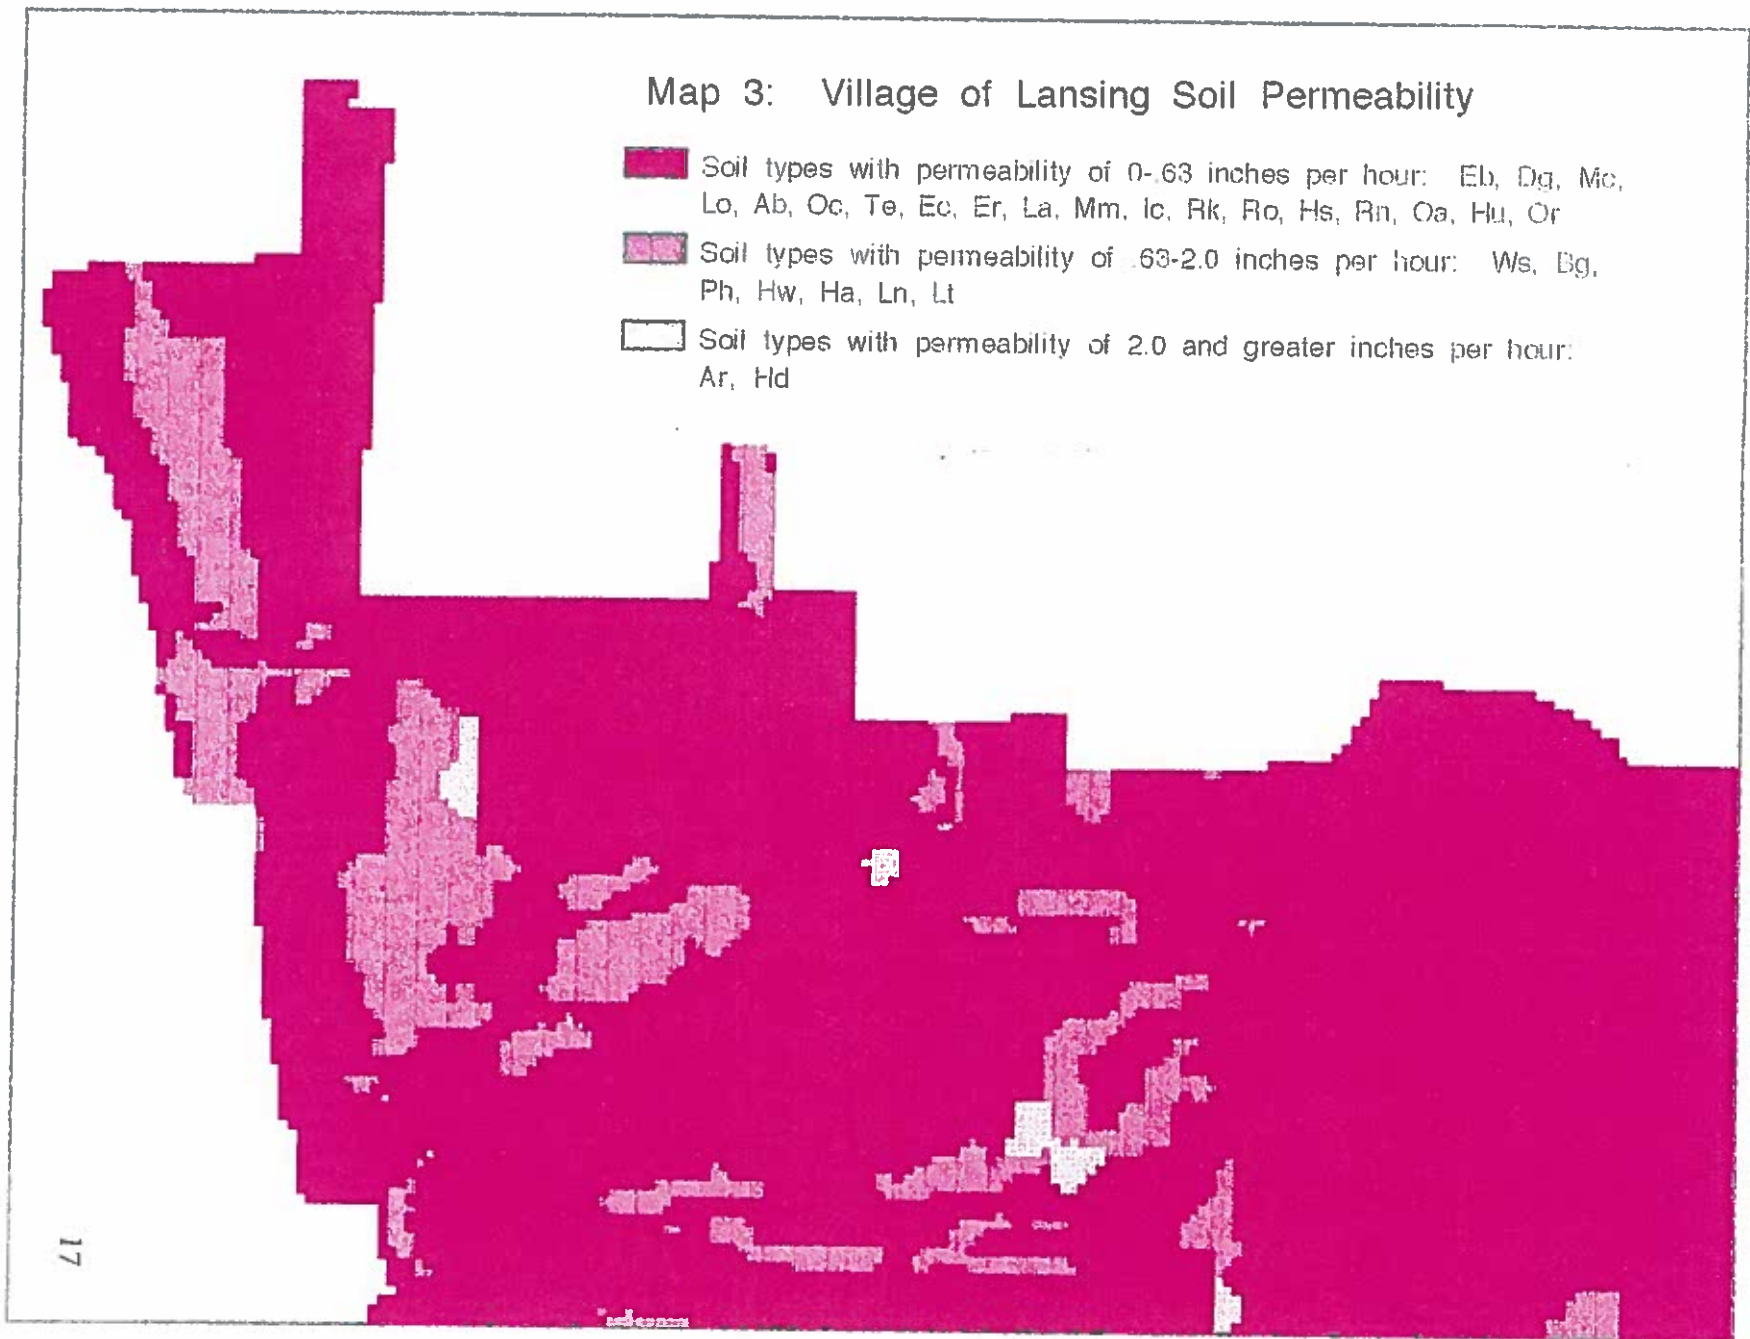 Map 3: Village of Lansing Soil Permeability
Soil types with permeability of 0-.63 inches per hour: Eb, Dg, Mc,
Lo, Ab, Oc, Te, Ec, Er, La, Mm, Ic, Rk, Ro, Hs, Rn, Oa, Hu, Or
Soil types with permeability of .63-2.0 inches per hour: Ws, Bg,
Ph, Hw, Ha, Ln, Lt
Soil types with permeability of 2.0 and greater inches per hour:
Ar, Hd
17